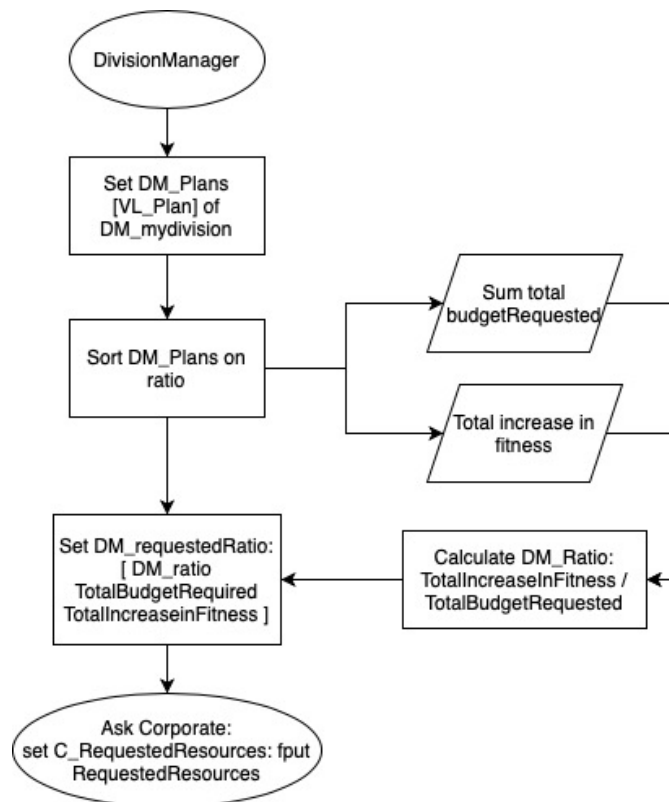 DivisionManager
Set DM_Plans
[VL_Plan] of
DM_mydivision
Sort DM_Plans on
ratio
Sum total
budgetRequested
Total increase in
fitness
Calculate DM_Ratio:
TotalIncreaseInFitness /
TotalBudgetRequested
Set DM_requestedRatio:
[ DM_ratio
TotalBudgetRequired
TotalIncreaseinFitness ]
Ask Corporate:
set C_RequestedResources: fput
RequestedResources